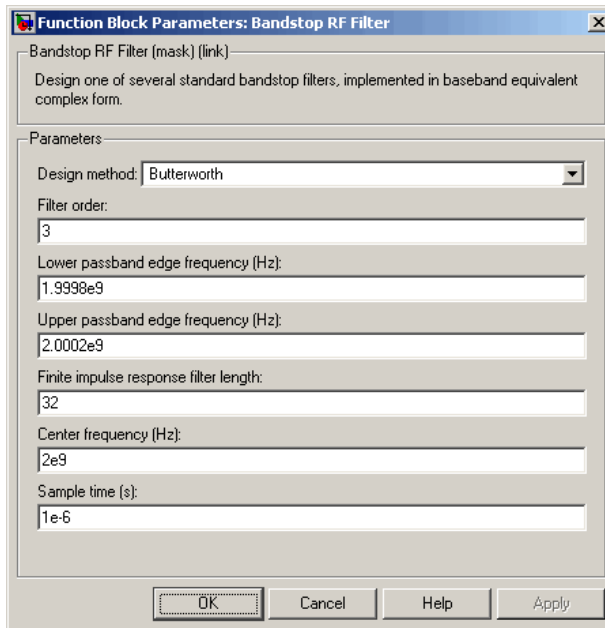 Function Block Parameters: Bandstop RF Filter
Bandstop RF Filter (mask) (link)
Design one of several standard bandstop filters, implemented in baseband equivalent
complex form.
Parameters
Design method: Butterworth
Filter order:
3
Lower passband edge frequency (Hz):
1.9998e9
Upper passband edge frequency (Hz):
2.0002e9
Finite impulse response filter length:
32
Center frequency (Hz):
2e9
Sample time (s):
1e-6
OK Cancel Help Apply